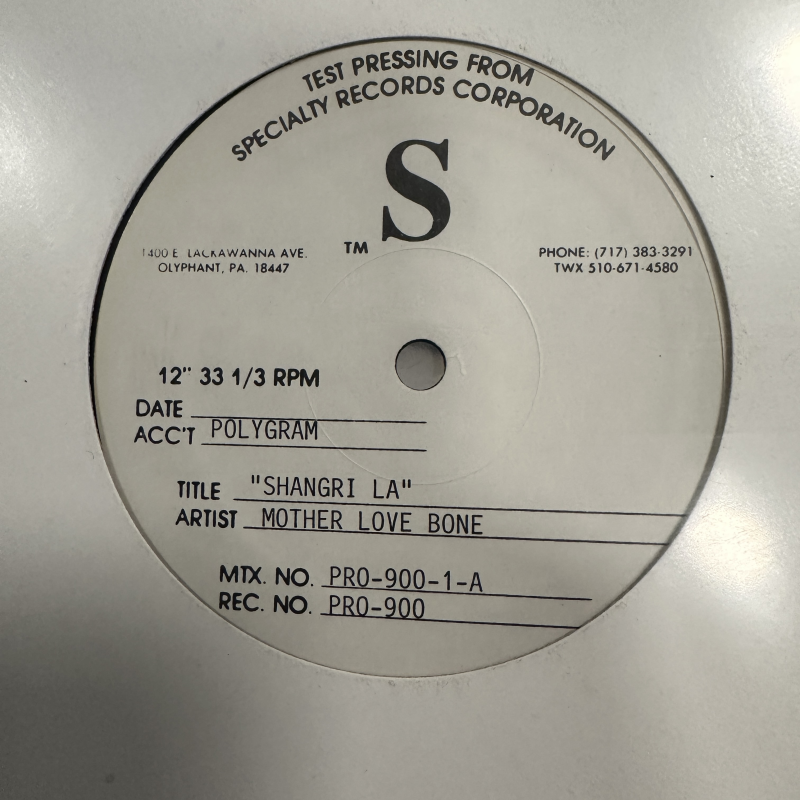 TEST PRESSING FROM
SPECIALTY RECORDS CORPORATION
S
TM
1400 E. LACKAWANNA AVE.
OLYPHANT, PA. 18447
PHONE: (717) 383-3291
TWX 510-671-4580
12" 33 1/3 RPM
DATE
ACC'T POLYGRAM
TITLE "SHANGRI LA"
ARTIST MOTHER LOVE BONE
MTX. NO. PRO-900-1-A
REC. NO. PRO-900